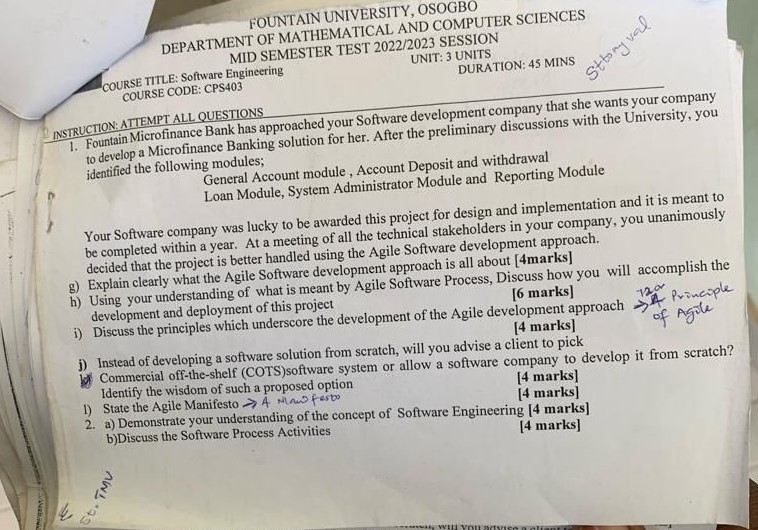 FOUNTAIN UNIVERSITY, OSOGBO
DEPARTMENT OF MATHEMATICAL AND COMPUTER SCIENCES
MID SEMESTER TEST 2022/2023 SESSION
COURSE TITLE: Software Engineering UNIT: 3 UNITS
COURSE CODE: CPS403 DURATION: 45 MINS
INSTRUCTION: ATTEMPT ALL QUESTIONS
1. Fountain Microfinance Bank has approached your Software development company that she wants your company
to develop a Microfinance Banking solution for her. After the preliminary discussions with the University, you
identified the following modules;
General Account module , Account Deposit and withdrawal
Loan Module, System Administrator Module and Reporting Module
Your Software company was lucky to be awarded this project for design and implementation and it is meant to
be completed within a year. At a meeting of all the technical stakeholders in your company, you unanimously
decided that the project is better handled using the Agile Software development approach.
g) Explain clearly what the Agile Software development approach is all about [4marks]
h) Using your understanding of what is meant by Agile Software Process, Discuss how you will accomplish the
development and deployment of this project [6 marks]
i) Discuss the principles which underscore the development of the Agile development approach → Principle
of Agile
[4 marks]
j) Instead of developing a software solution from scratch, will you advise a client to pick
Commercial off-the-shelf (COTS)software system or allow a software company to develop it from scratch?
Identify the wisdom of such a proposed option [4 marks]
l) State the Agile Manifesto → 4 [4 marks]
2. a) Demonstrate your understanding of the concept of Software Engineering [4 marks]
b)Discuss the Software Process Activities [4 marks]
St. TMV